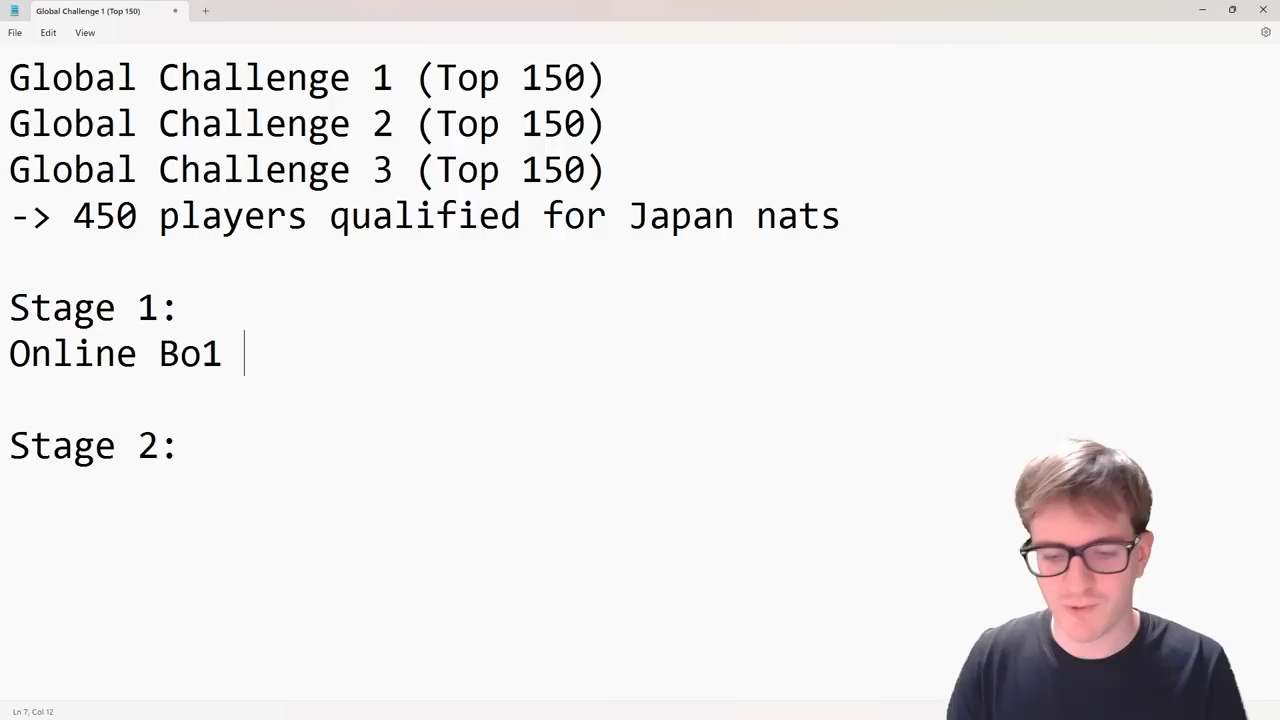 Global Challenge 1 (Top 150)
File Edit View
Global Challenge 1 (Top 150)
Global Challenge 2 (Top 150)
Global Challenge 3 (Top 150)
-> 450 players qualified for Japan nats
Stage 1:
Online Bo1
Stage 2:
Ln 7, Col 12